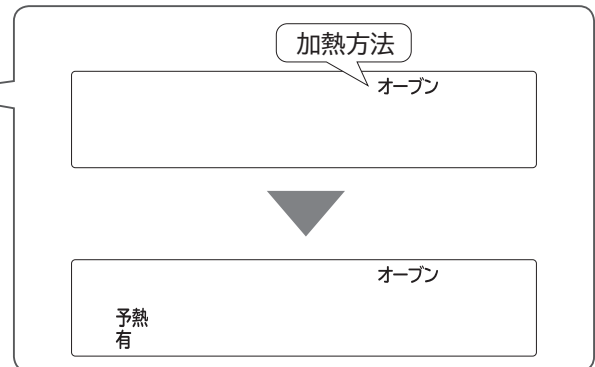 加熱方法
オーブン
オーブン
予熱
有